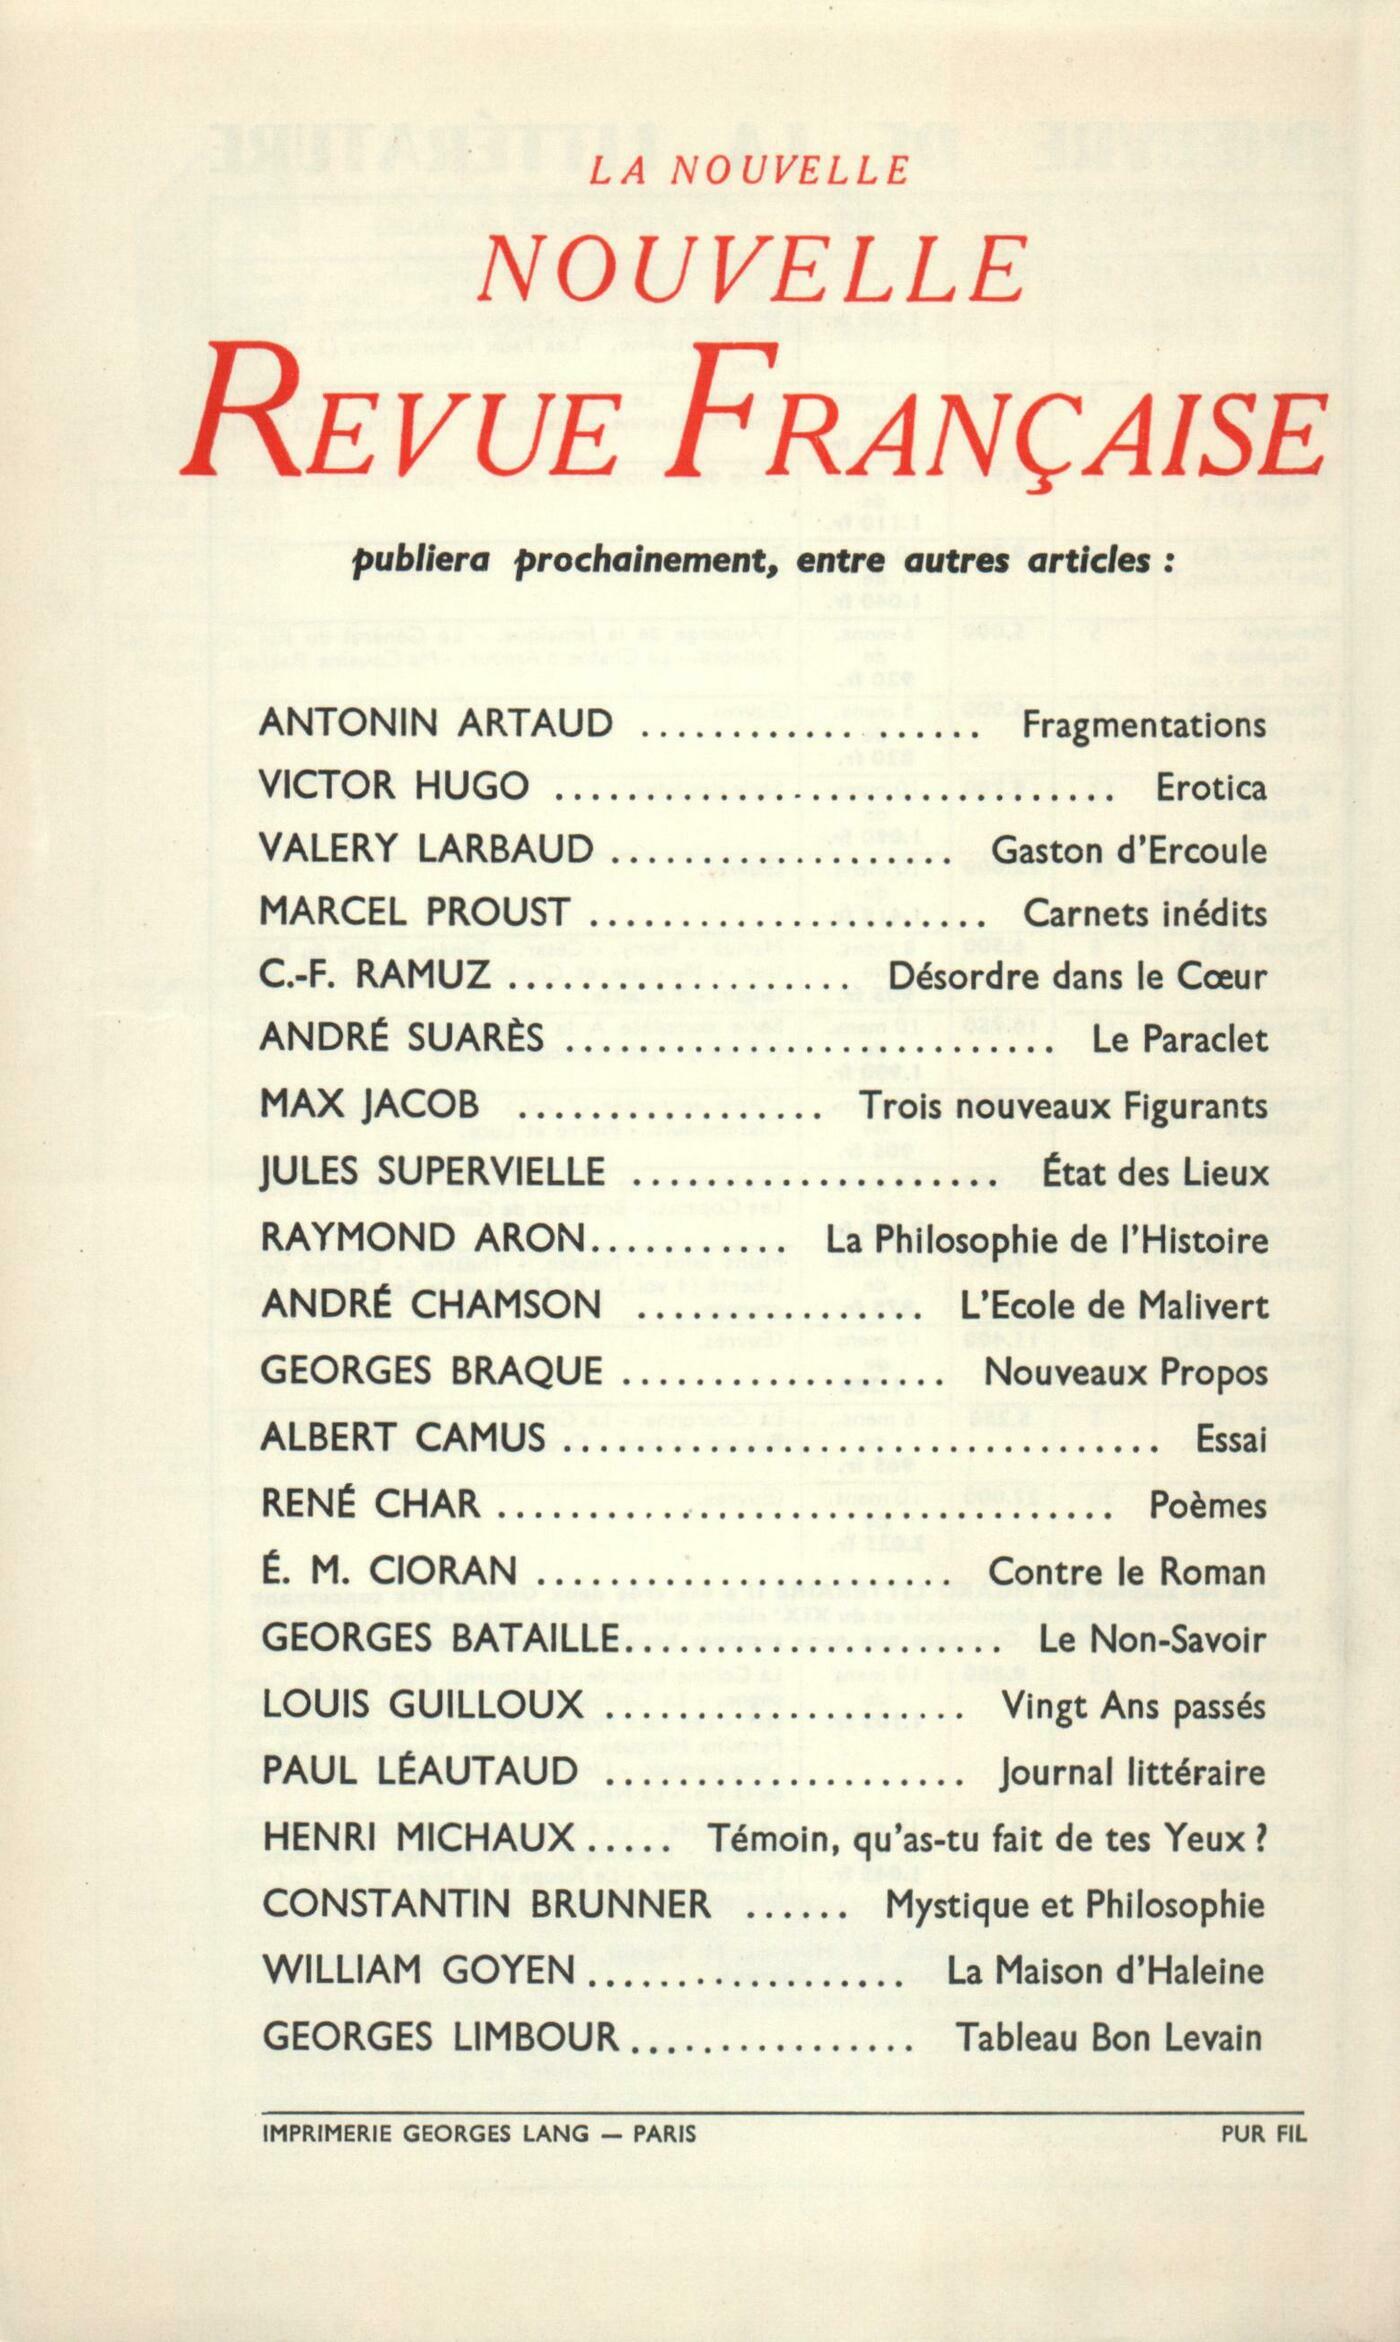 LA NOUVELLE
NOUVELLE
REVUE FRANÇAISE
publiera prochainement, entre autres articles :
ANTONIN ARTAUD .................. Fragmentations
VICTOR HUGO ............................... Erotica
VALERY LARBAUD ................... Gaston d'Ercoule
MARCEL PROUST ...................... Carnets inédits
C.-F. RAMUZ ................... Désordre dans le Cœur
ANDRÉ SUARÈS ........................... Le Paraclet
MAX JACOB ................. Trois nouveaux Figurants
JULES SUPERVIELLE .................... État des Lieux
RAYMOND ARON........... La Philosophie de l'Histoire
ANDRÉ CHAMSON ................ L'Ecole de Malivert
GEORGES BRAQUE .................. Nouveaux Propos
ALBERT CAMUS ................................. Essai
RENÉ CHAR .................................. Poèmes
É. M. CIORAN ....................... Contre le Roman
GEORGES BATAILLE..................... Le Non-Savoir
LOUIS GUILLOUX .................... Vingt Ans passés
PAUL LÉAUTAUD .................... Journal littéraire
HENRI MICHAUX..... Témoin, qu'as-tu fait de tes Yeux ?
CONSTANTIN BRUNNER ...... Mystique et Philosophie
WILLIAM GOYEN.................. La Maison d'Haleine
GEORGES LIMBOUR................ Tableau Bon Levain
IMPRIMERIE GEORGES LANG — PARIS PUR FIL